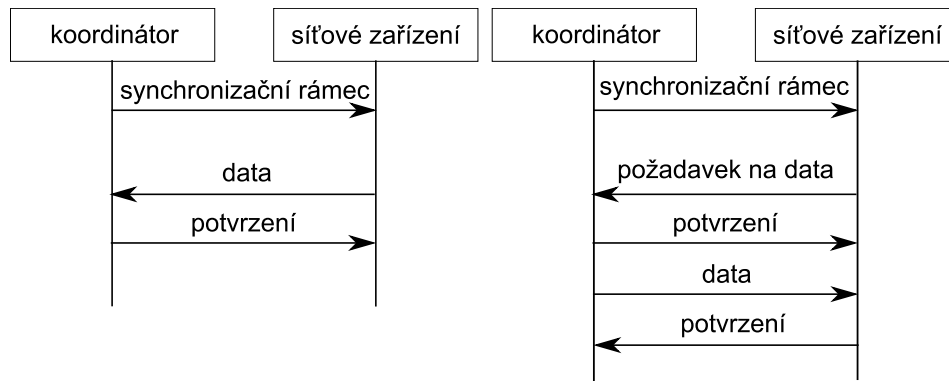 koordinátor
síťové zařízení
synchronizační rámec
data
potvrzení
koordinátor
síťové zařízení
synchronizační rámec
požadavek na data
potvrzení
data
potvrzení